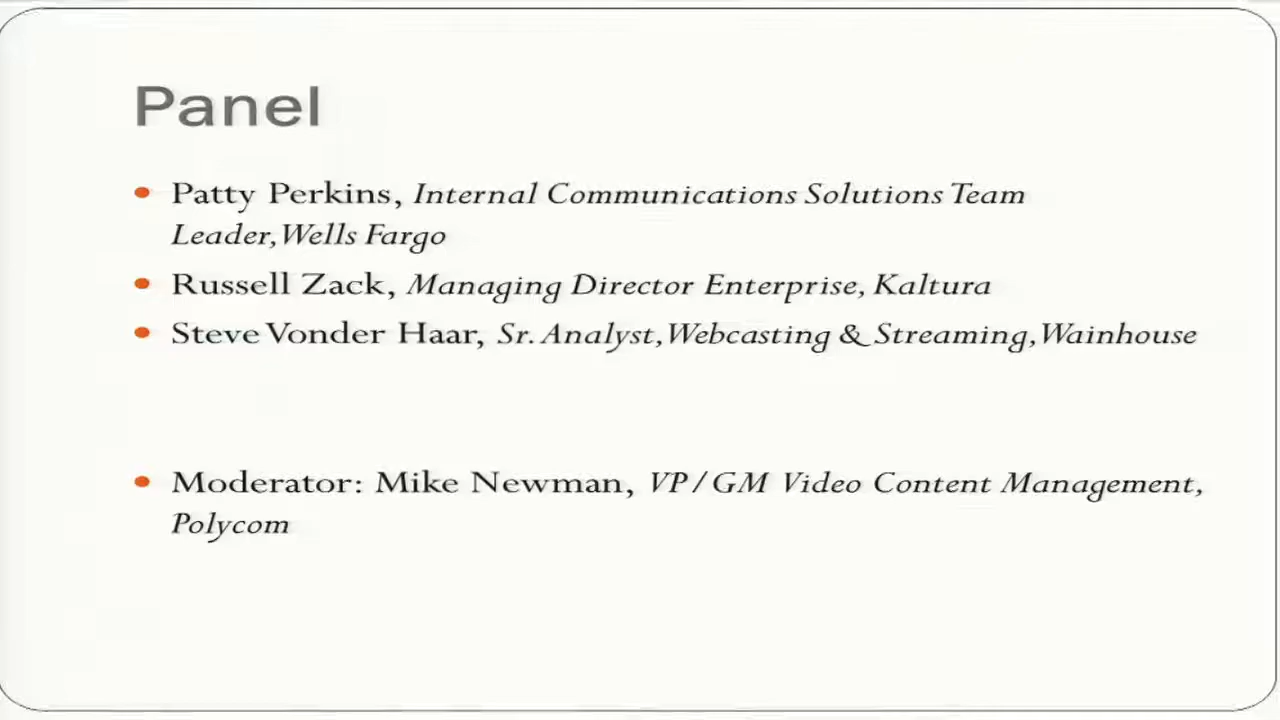 Panel
Patty Perkins, Internal Communications Solutions Team
Leader, Wells Fargo
Russell Zack, Managing Director Enterprise, Kaltura
Steve Vonder Haar, Sr. Analyst, Webcasting & Streaming, Wainhouse
Moderator: Mike Newman, VP/GM Video Content Management,
Polycom